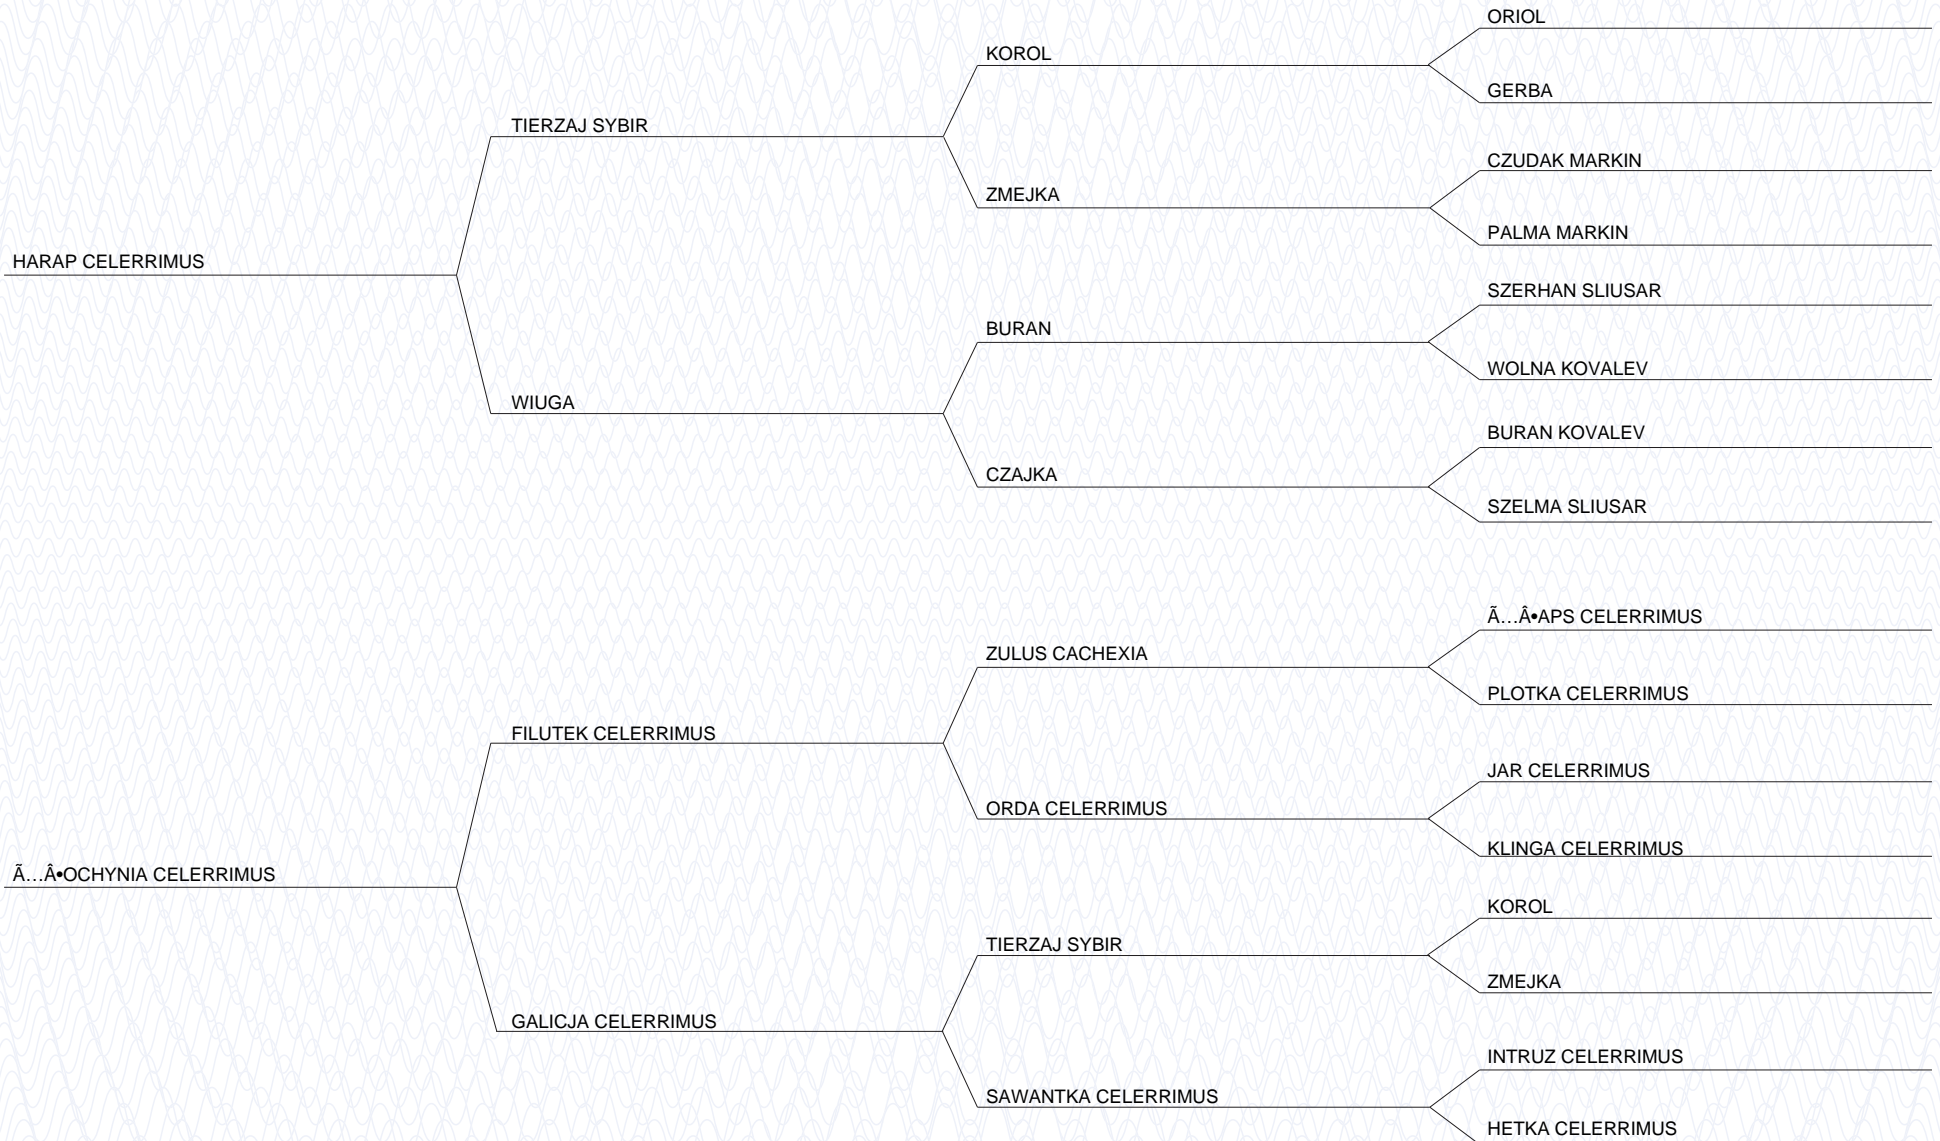 ORIOL
KOROL
GERBA
TIERZAJ SYBIR
CZUDAK MARKIN
ZMEJKA
PALMA MARKIN
HARAP CELERRIMUS
SZERHAN SLIUSAR
BURAN
WOLNA KOVALEV
WIUGA
BURAN KOVALEV
CZAJKA
SZELMA SLIUSAR
Ã…Â•APS CELERRIMUS
ZULUS CACHEXIA
PLOTKA CELERRIMUS
FILUTEK CELERRIMUS
JAR CELERRIMUS
ORDA CELERRIMUS
KLINGA CELERRIMUS
Ã…Â•OCHYNIA CELERRIMUS
KOROL
TIERZAJ SYBIR
ZMEJKA
GALICJA CELERRIMUS
INTRUZ CELERRIMUS
SAWANTKA CELERRIMUS
HETKA CELERRIMUS